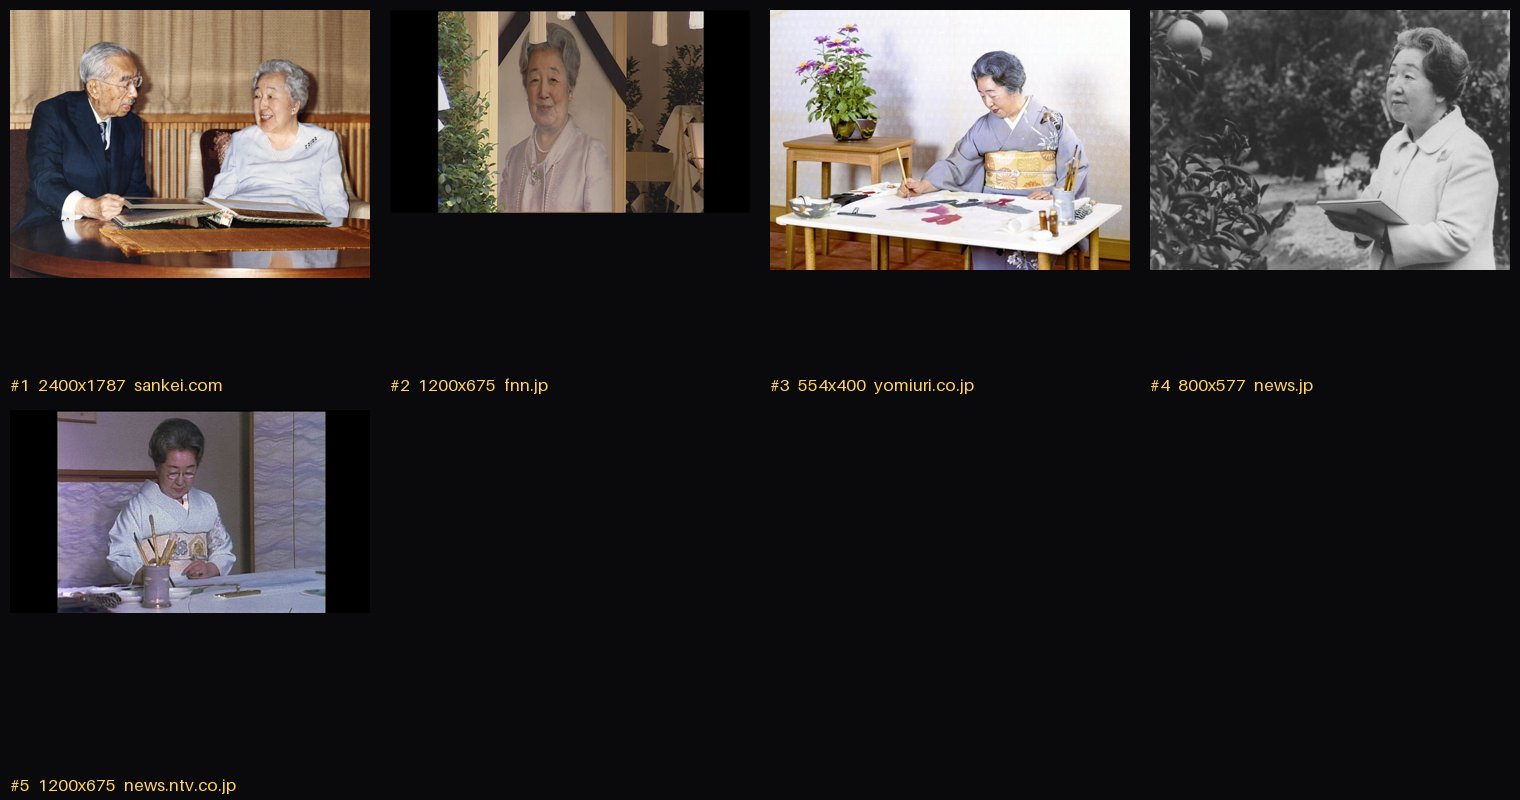 #1 2400x1787 sankei.com
#2 1200x675 fnn.jp
#3 554x400 yomiuri.co.jp
#4 800x577 news.jp
#5 1200x675 news.ntv.co.jp